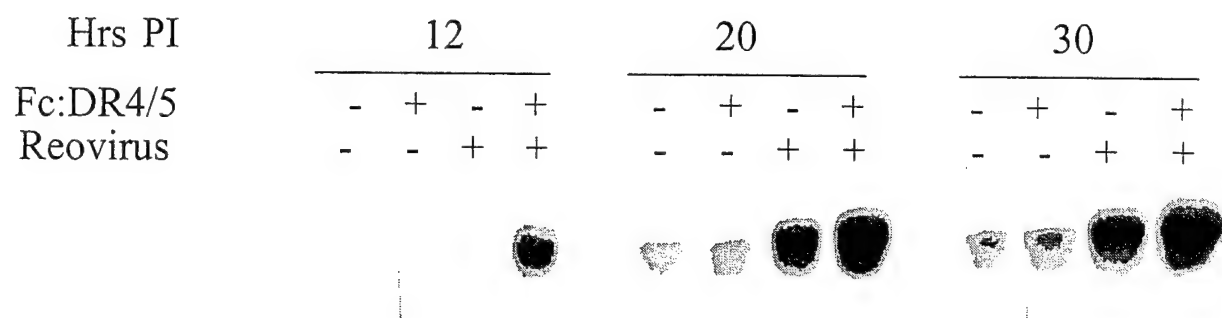 Hrs PI 12 20 30
Fc:DR4/5 - + - + - + - + - + - +
Reovirus - - + + - - + + - - + +